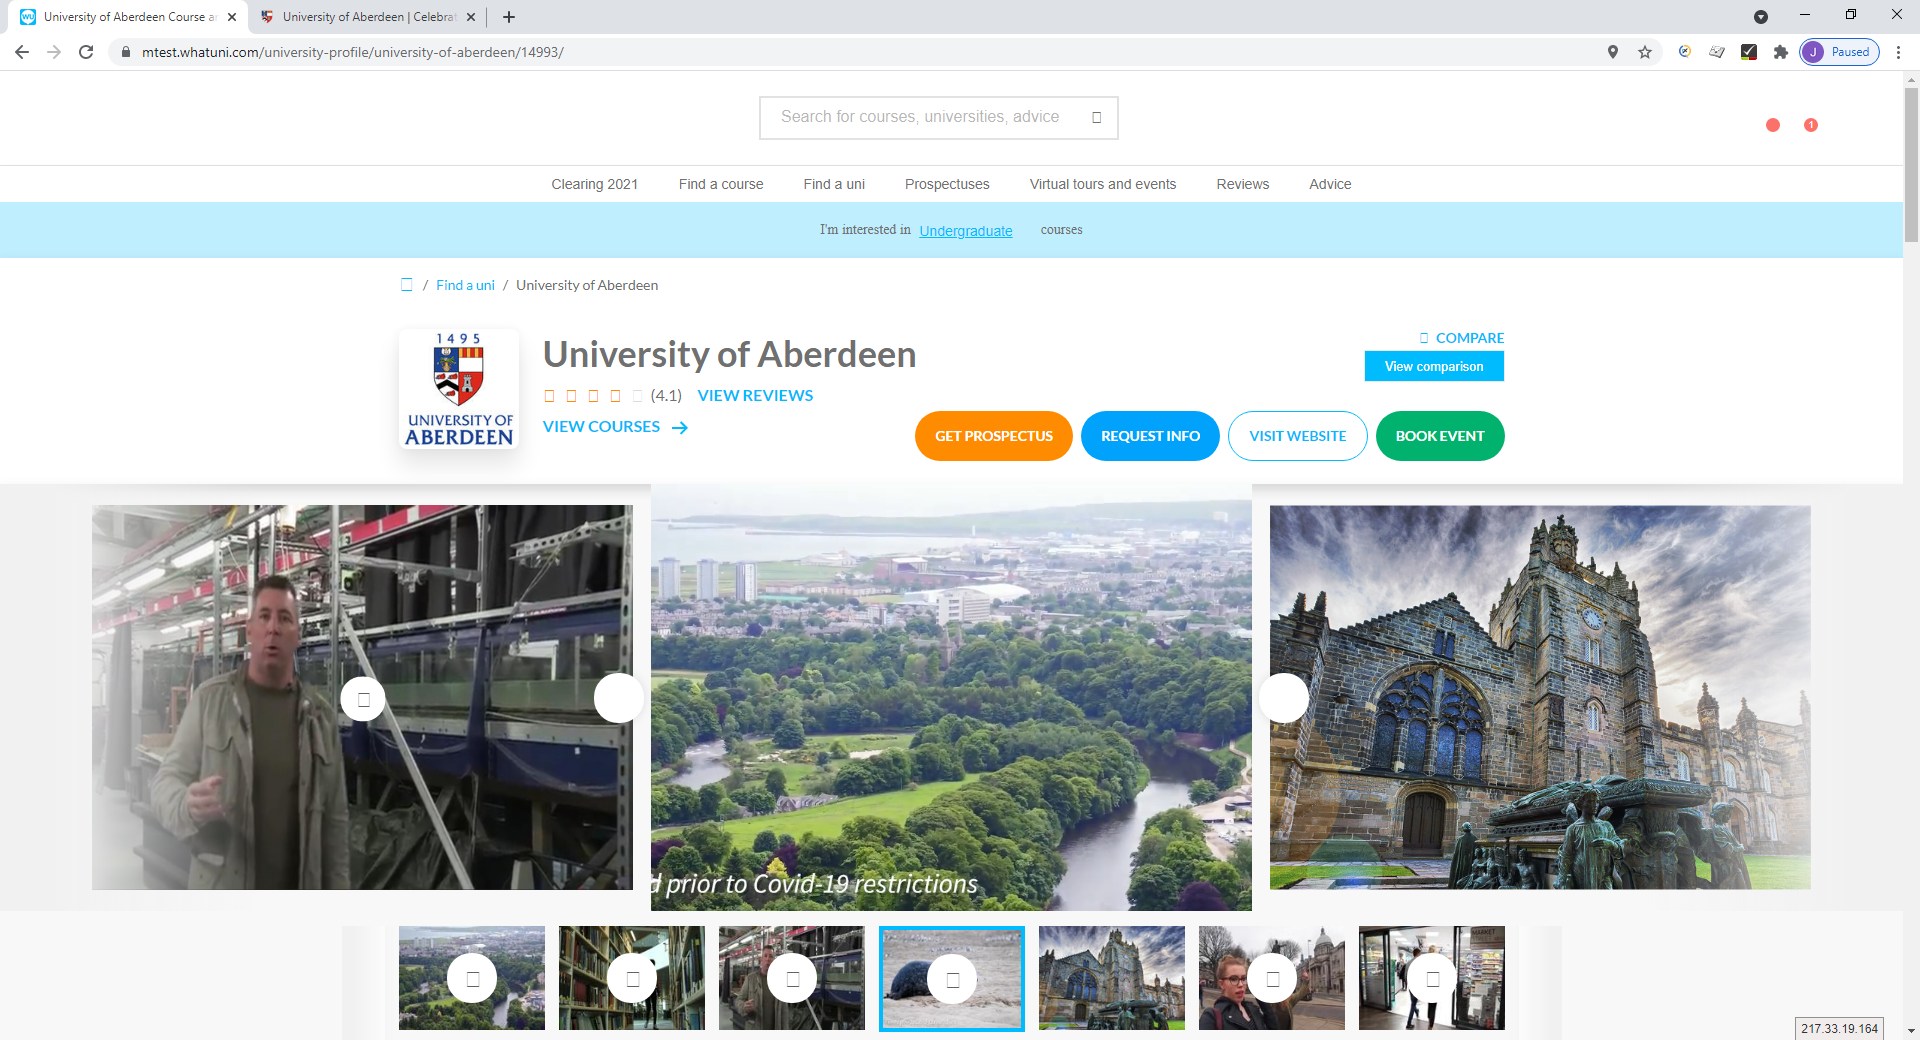 University of Aberdeen Course a
University of Aberdeen | Celebrat
mtest.whatuni.com/university-profile/university-of-aberdeen/14993/
J Paused
Search for courses, universities, advice
1
Clearing 2021 Find a course Find a uni Prospectuses Virtual tours and events Reviews Advice
I'm interested in Undergraduate courses
/ Find a uni / University of Aberdeen
1495
UNIVERSITY OF
ABERDEEN
University of Aberdeen
(4.1) VIEW REVIEWS
VIEW COURSES
COMPARE
View comparison
GET PROSPECTUS REQUEST INFO VISIT WEBSITE BOOK EVENT
d prior to Covid-19 restrictions
217.33.19.164